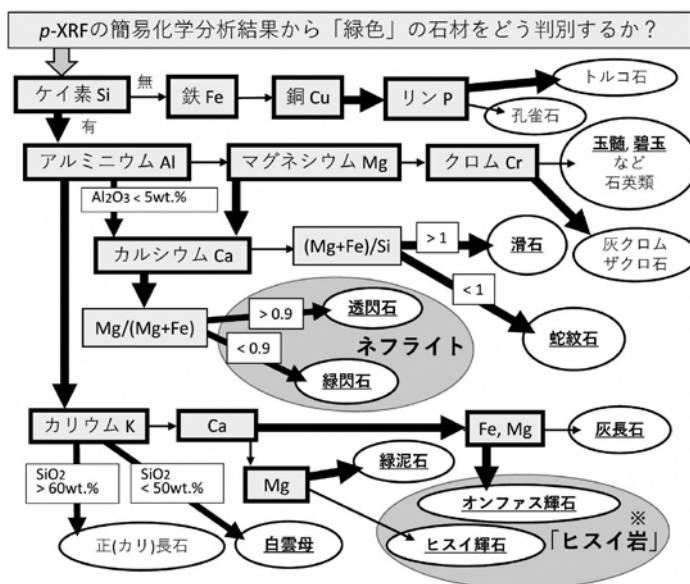 p-XRFの簡易化学分析結果から「緑色」の石材をどう判別するか？
ケイ素 Si
無
鉄 Fe
銅 Cu
リン P
トルコ石
孔雀石
有
アルミニウム Al
マグネシウム Mg
クロム Cr
玉髄, 碧玉
など
石英類
Al₂O₃ < 5wt.%
カルシウム Ca
(Mg+Fe)/Si
> 1
滑石
灰クロム
ザクロ石
< 1
蛇紋石
Mg/(Mg+Fe)
> 0.9
透閃石
ネフライト
< 0.9
緑閃石
カリウム K
Ca
Fe, Mg
灰長石
SiO₂
> 60wt.%
SiO₂
< 50wt.%
Mg
緑泥石
オンファス輝石
※
「ヒスイ岩」
正(カリ)長石
白雲母
ヒスイ輝石